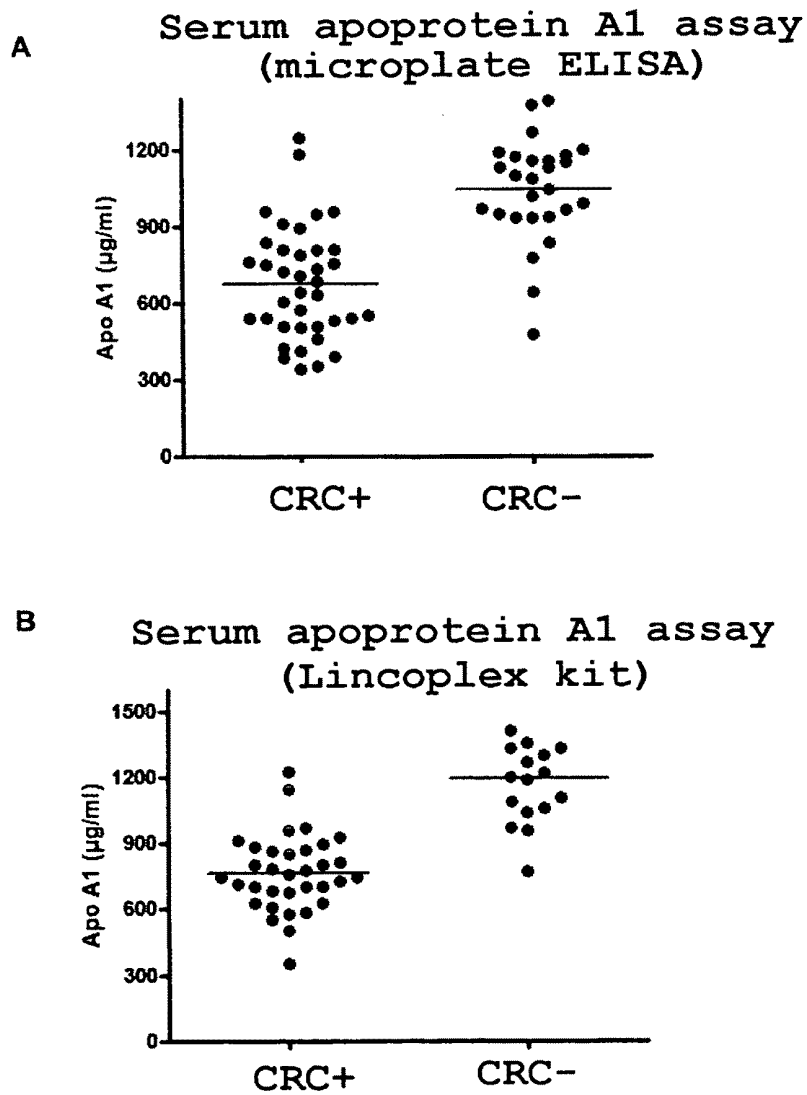 A
Serum apoprotein A1 assay
(microplate ELISA)
Apo A1 (µg/ml)
1200
900
600
300
0
CRC+ CRC-
B
Serum apoprotein A1 assay
(Lincoplex kit)
Apo A1 (µg/ml)
1500
1200
900
600
300
0
CRC+ CRC-